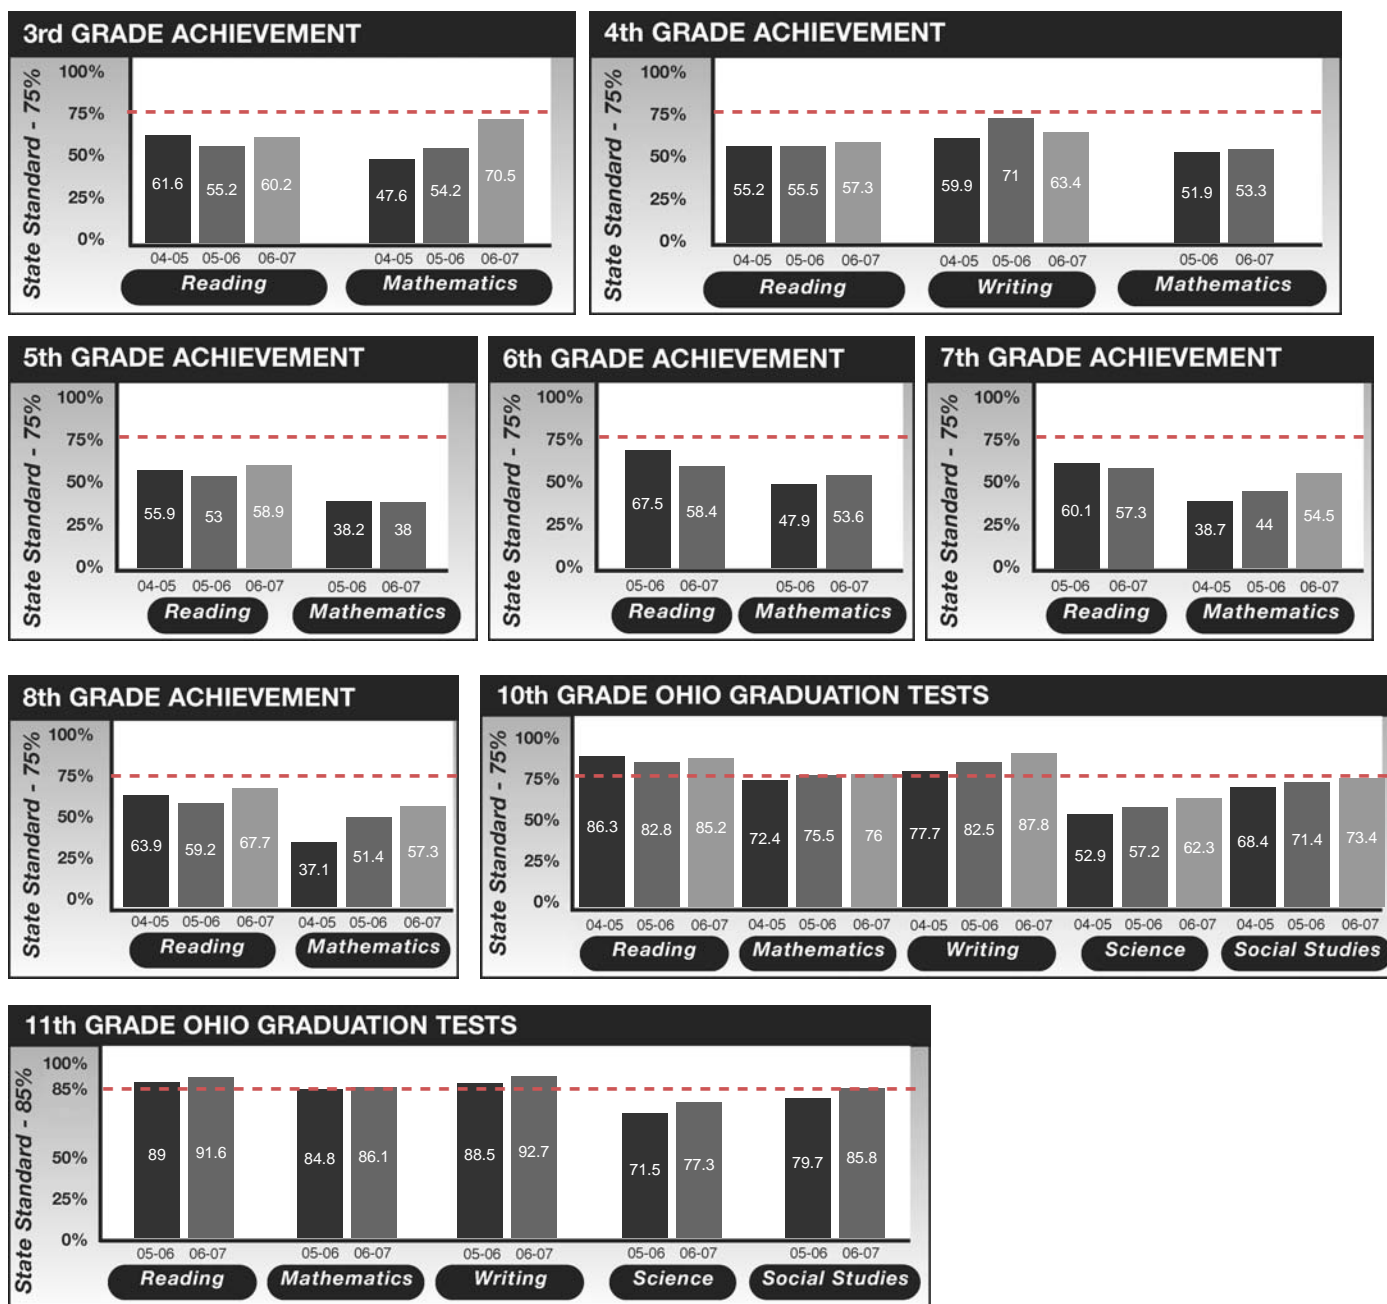 3rd GRADE ACHIEVEMENT
State Standard - 75%
100%
75%
50%
25%
0%
61.6 55.2 60.2 47.6 54.2 70.5
04-05 05-06 06-07 04-05 05-06 06-07
Reading Mathematics
4th GRADE ACHIEVEMENT
State Standard - 75%
100%
75%
50%
25%
0%
55.2 55.5 57.3 59.9 71 63.4 51.9 53.3
04-05 05-06 06-07 04-05 05-06 06-07 05-06 06-07
Reading Writing Mathematics
5th GRADE ACHIEVEMENT
State Standard - 75%
100%
75%
50%
25%
0%
55.9 53 58.9 38.2 38
04-05 05-06 06-07 05-06 06-07
Reading Mathematics
6th GRADE ACHIEVEMENT
State Standard - 75%
100%
75%
50%
25%
0%
67.5 58.4 47.9 53.6
05-06 06-07 05-06 06-07
Reading Mathematics
7th GRADE ACHIEVEMENT
State Standard - 75%
100%
75%
50%
25%
0%
60.1 57.3 38.7 44 54.5
05-06 06-07 04-05 05-06 06-07
Reading Mathematics
8th GRADE ACHIEVEMENT
State Standard - 75%
100%
75%
50%
25%
0%
63.9 59.2 67.7 37.1 51.4 57.3
04-05 05-06 06-07 04-05 05-06 06-07
Reading Mathematics
10th GRADE OHIO GRADUATION TESTS
State Standard - 75%
100%
75%
50%
25%
0%
86.3 82.8 85.2 72.4 75.5 76 77.7 82.5 87.8 52.9 57.2 62.3 68.4 71.4 73.4
04-05 05-06 06-07 04-05 05-06 06-07 04-05 05-06 06-07 04-05 05-06 06-07 04-05 05-06 06-07
Reading Mathematics Writing Science Social Studies
11th GRADE OHIO GRADUATION TESTS
State Standard - 85%
100%
85%
50%
25%
0%
89 91.6 84.8 86.1 88.5 92.7 71.5 77.3 79.7 85.8
05-06 06-07 05-06 06-07 05-06 06-07 05-06 06-07 05-06 06-07
Reading Mathematics Writing Science Social Studies